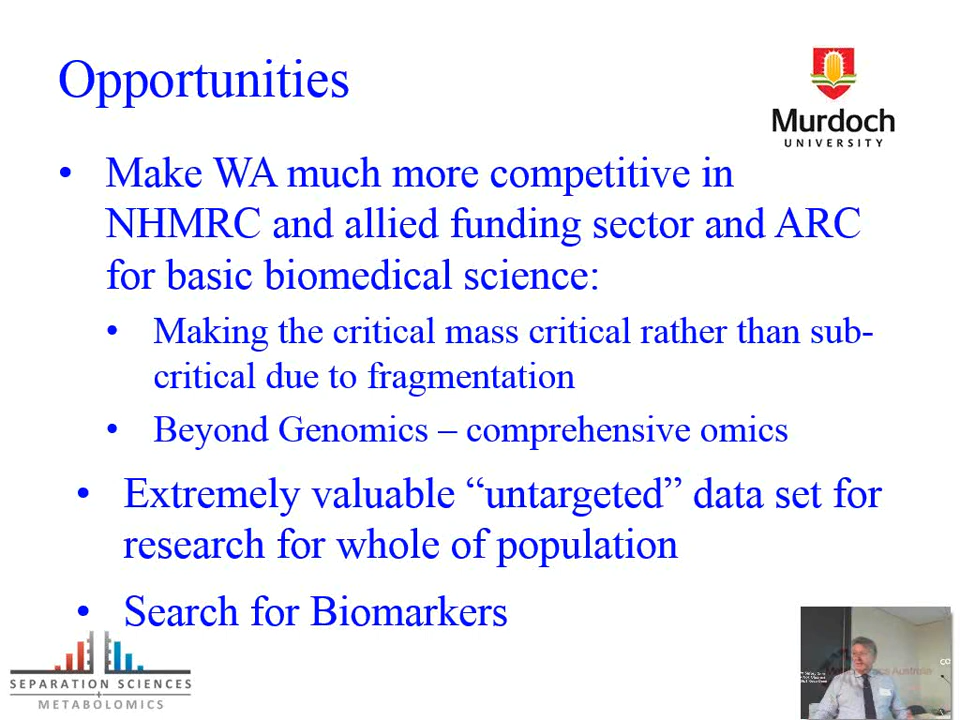 Opportunities
Murdoch
UNIVERSITY
• Make WA much more competitive in
NHMRC and allied funding sector and ARC
for basic biomedical science:
• Making the critical mass critical rather than sub-
critical due to fragmentation
• Beyond Genomics – comprehensive omics
• Extremely valuable “untargeted” data set for
research for whole of population
• Search for Biomarkers
SEPARATION SCIENCES
METABOLOMICS